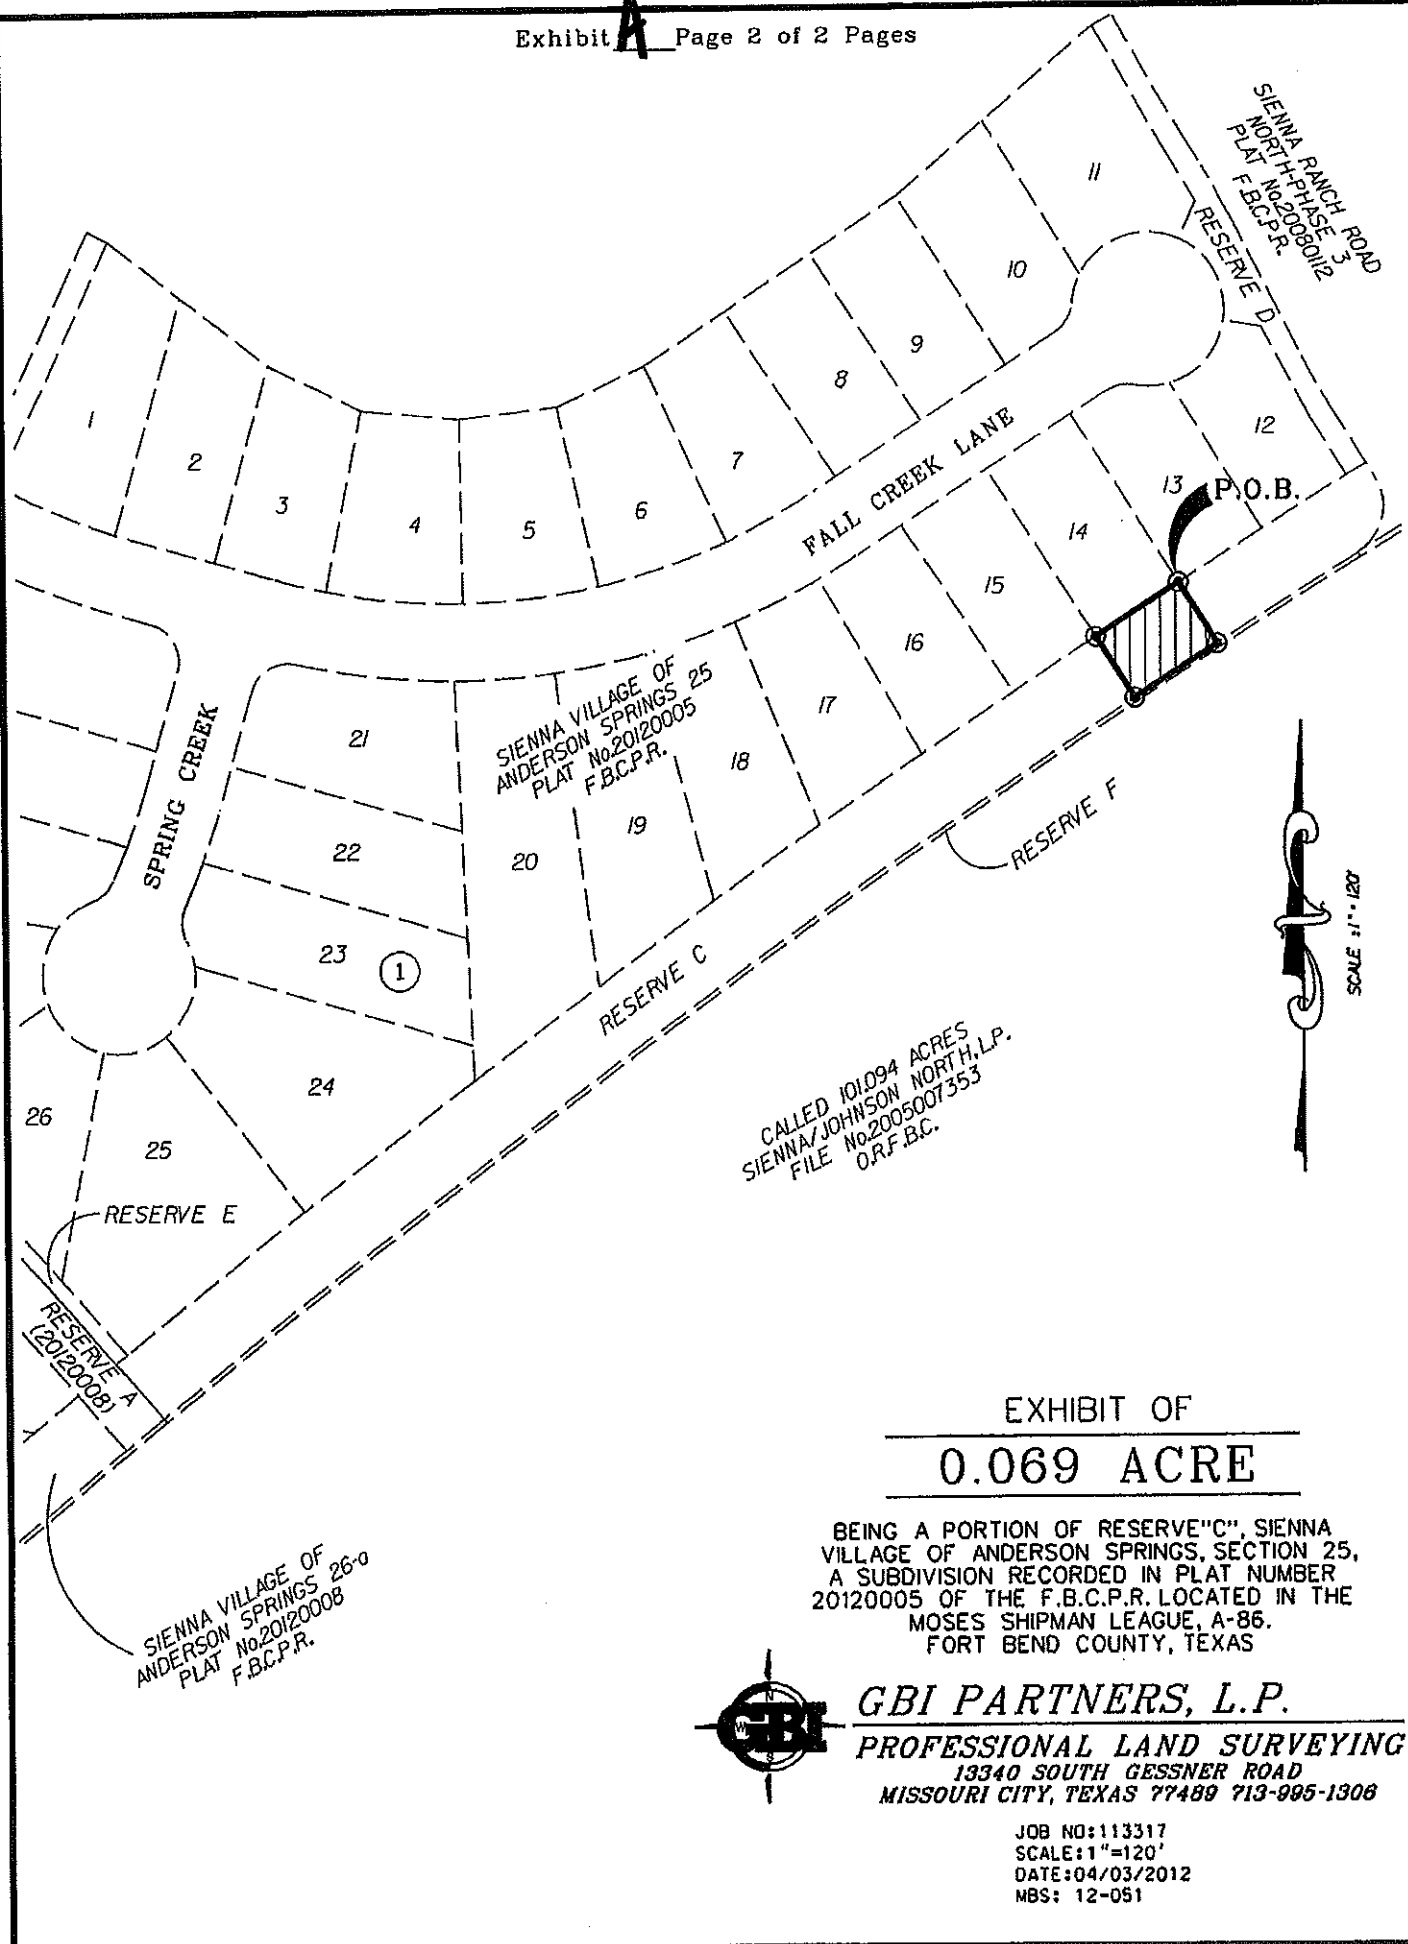 Exhibit A Page 2 of 2 Pages
SIENNA RANCH ROAD
NORTH-PHASE 3
PLAT No.20080112
F.B.C.P.R.
RESERVE D
11
10
9
8
7
6
5
4
3
2
1
12
13
P.O.B.
14
15
16
17
18
19
20
21
22
23
1
24
25
26
FALL CREEK LANE
SPRING CREEK
SIENNA VILLAGE OF
ANDERSON SPRINGS 25
PLAT No.20120005
F.B.C.P.R.
RESERVE F
RESERVE C
SCALE :1"=120'
CALLED 101.094 ACRES
SIENNA/JOHNSON NORTH,L.P.
FILE No.2005007353
O.R.F.B.C.
RESERVE E
RESERVE A
(20120008)
SIENNA VILLAGE OF
ANDERSON SPRINGS 26-a
PLAT No.20120008
F.B.C.P.R.
EXHIBIT OF
0.069 ACRE
BEING A PORTION OF RESERVE"C", SIENNA
VILLAGE OF ANDERSON SPRINGS, SECTION 25,
A SUBDIVISION RECORDED IN PLAT NUMBER
20120005 OF THE F.B.C.P.R. LOCATED IN THE
MOSES SHIPMAN LEAGUE, A-86.
FORT BEND COUNTY, TEXAS
N
W
S
GBI
GBI PARTNERS, L.P.
PROFESSIONAL LAND SURVEYING
13340 SOUTH GESSNER ROAD
MISSOURI CITY, TEXAS 77489 713-995-1306
JOB NO:113317
SCALE:1"=120'
DATE:04/03/2012
MBS: 12-051